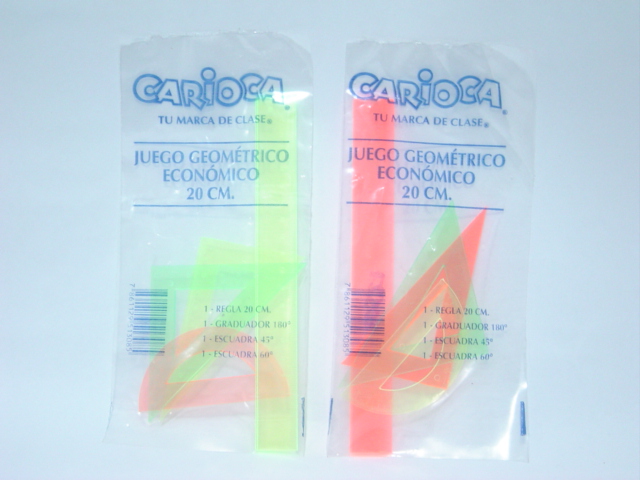 CARIOCA®
TU MARCA DE CLASE®
JUEGO GEOMÉTRICO
ECONÓMICO
20 CM.
1 - REGLA 20 CM.
1 - GRADUADOR 180°
1 - ESCUADRA 45°
1 - ESCUADRA 60°
CARIOCA®
TU MARCA DE CLASE®
JUEGO GEOMÉTRICO
ECONÓMICO
20 CM.
1 - REGLA 20 CM.
1 - GRADUADOR 180°
1 - ESCUADRA 45°
1 - ESCUADRA 60°